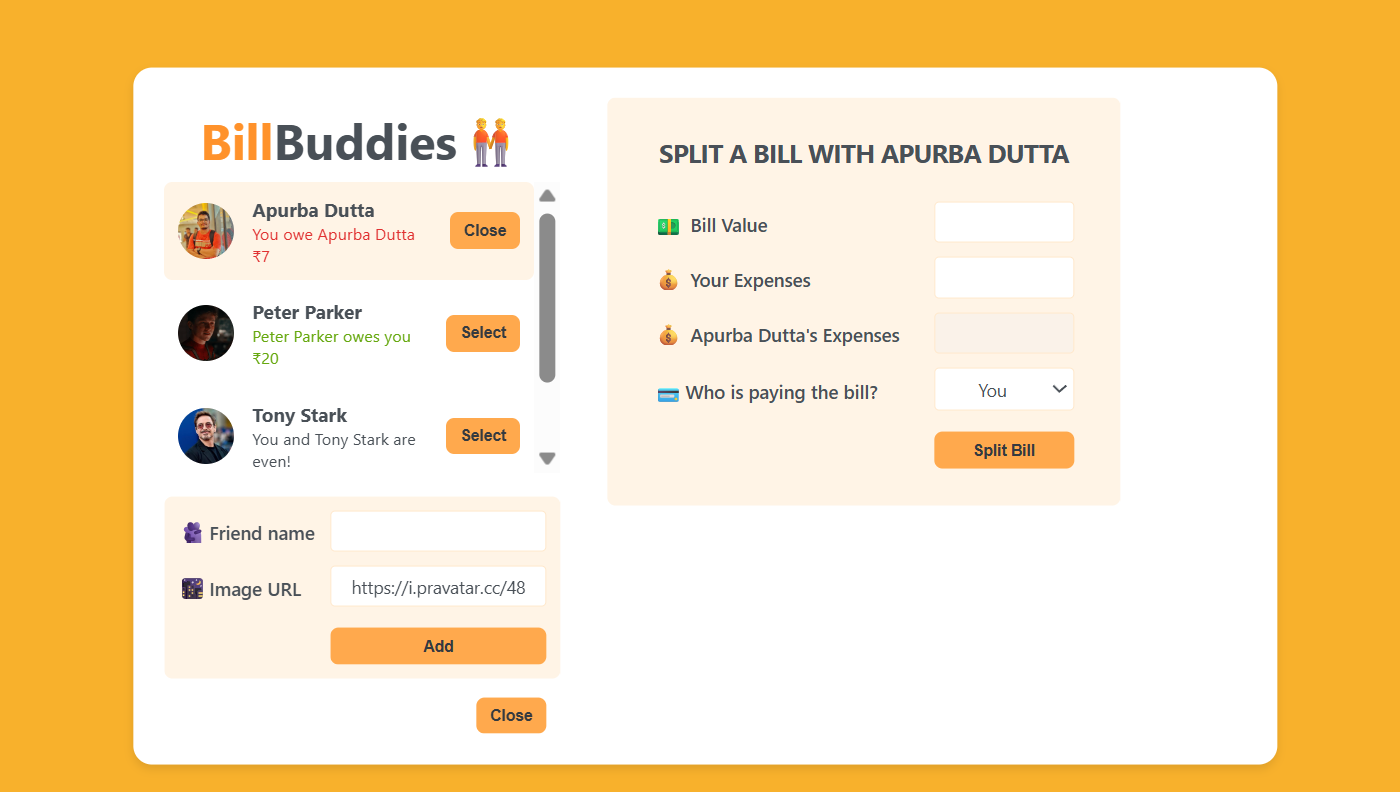 BillBuddies
Apurba Dutta
You owe Apurba Dutta
₹7
Close
Peter Parker
Peter Parker owes you
₹20
Select
Tony Stark
You and Tony Stark are
even!
Select
Friend name
Image URL
https://i.pravatar.cc/48
Add
Close
SPLIT A BILL WITH APURBA DUTTA
Bill Value
Your Expenses
Apurba Dutta's Expenses
Who is paying the bill?
You
Split Bill